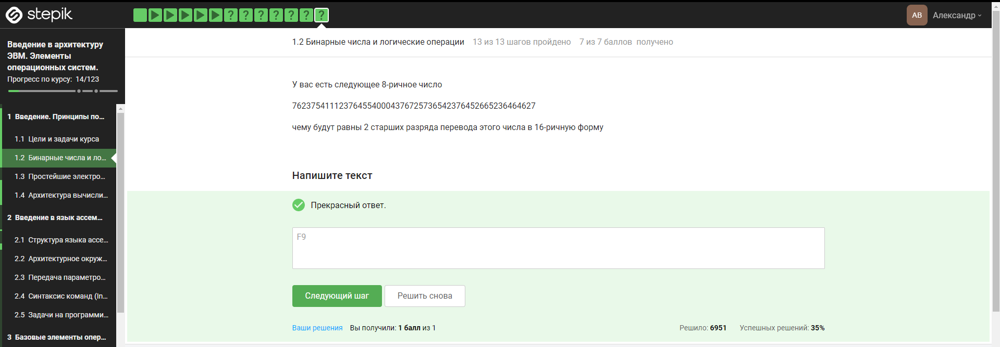 stepik
? ? ? ? ? ? ?
АВ Александр
Введение в архитектуру
ЭВМ. Элементы
операционных систем.
Прогресс по курсу: 14/123
1 Введение. Принципы по...
1.1 Цели и задачи курса
1.2 Бинарные числа и ло...
1.3 Простейшие электро...
1.4 Архитектура вычисли...
2 Введение в язык ассем...
2.1 Структура языка ассе...
2.2 Архитектурное окруж...
2.3 Передача параметро...
2.4 Синтаксис команд (In...
2.5 Задачи на программи...
3 Базовые элементы опер...
1.2 Бинарные числа и логические операции 13 из 13 шагов пройдено 7 из 7 баллов получено
У вас есть следующее 8-ричное число
7623754111237645540004376725736542376452665236464627
чему будут равны 2 старших разряда перевода этого числа в 16-ричную форму
Напишите текст
Прекрасный ответ.
F9
Следующий шаг Решить снова
Ваши решения Вы получили: 1 балл из 1 Решило: 6951 Успешных решений: 35%